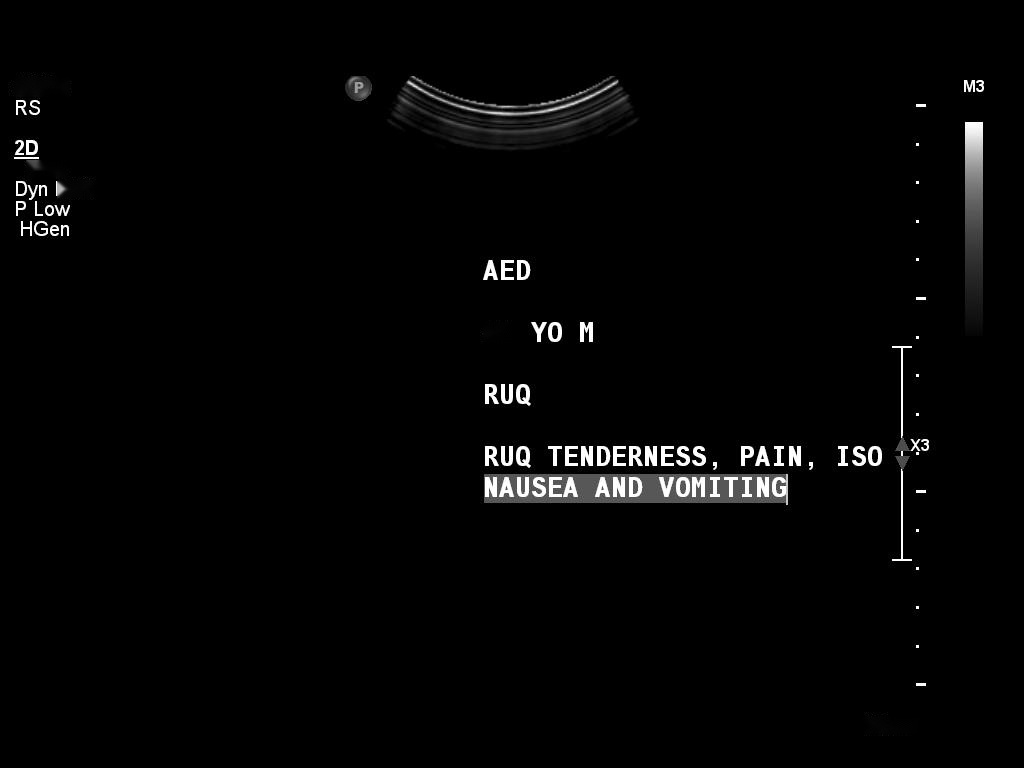 M3
P
RS
2D
Dyn
P Low
HGen
AED
YO M
RUQ
RUQ TENDERNESS, PAIN, ISO
NAUSEA AND VOMITING
X3